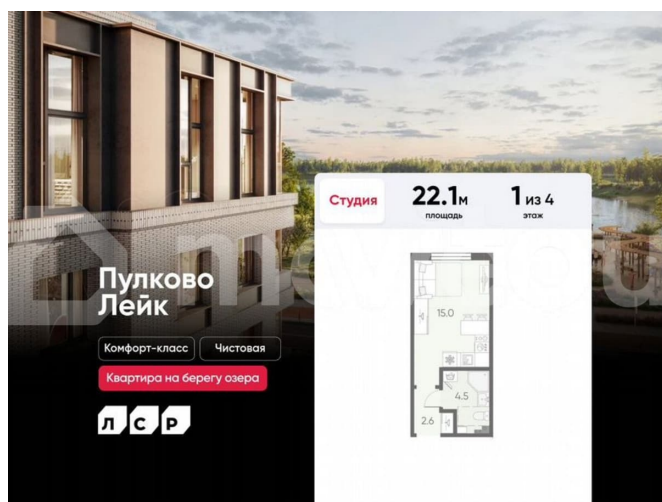 Студия
22.1м
площадь
1 из 4
этаж
Пулково
Лейк
Комфорт-класс
Чистовая
Квартира на берегу озера
ЛСР
15.0
4.5
2.6